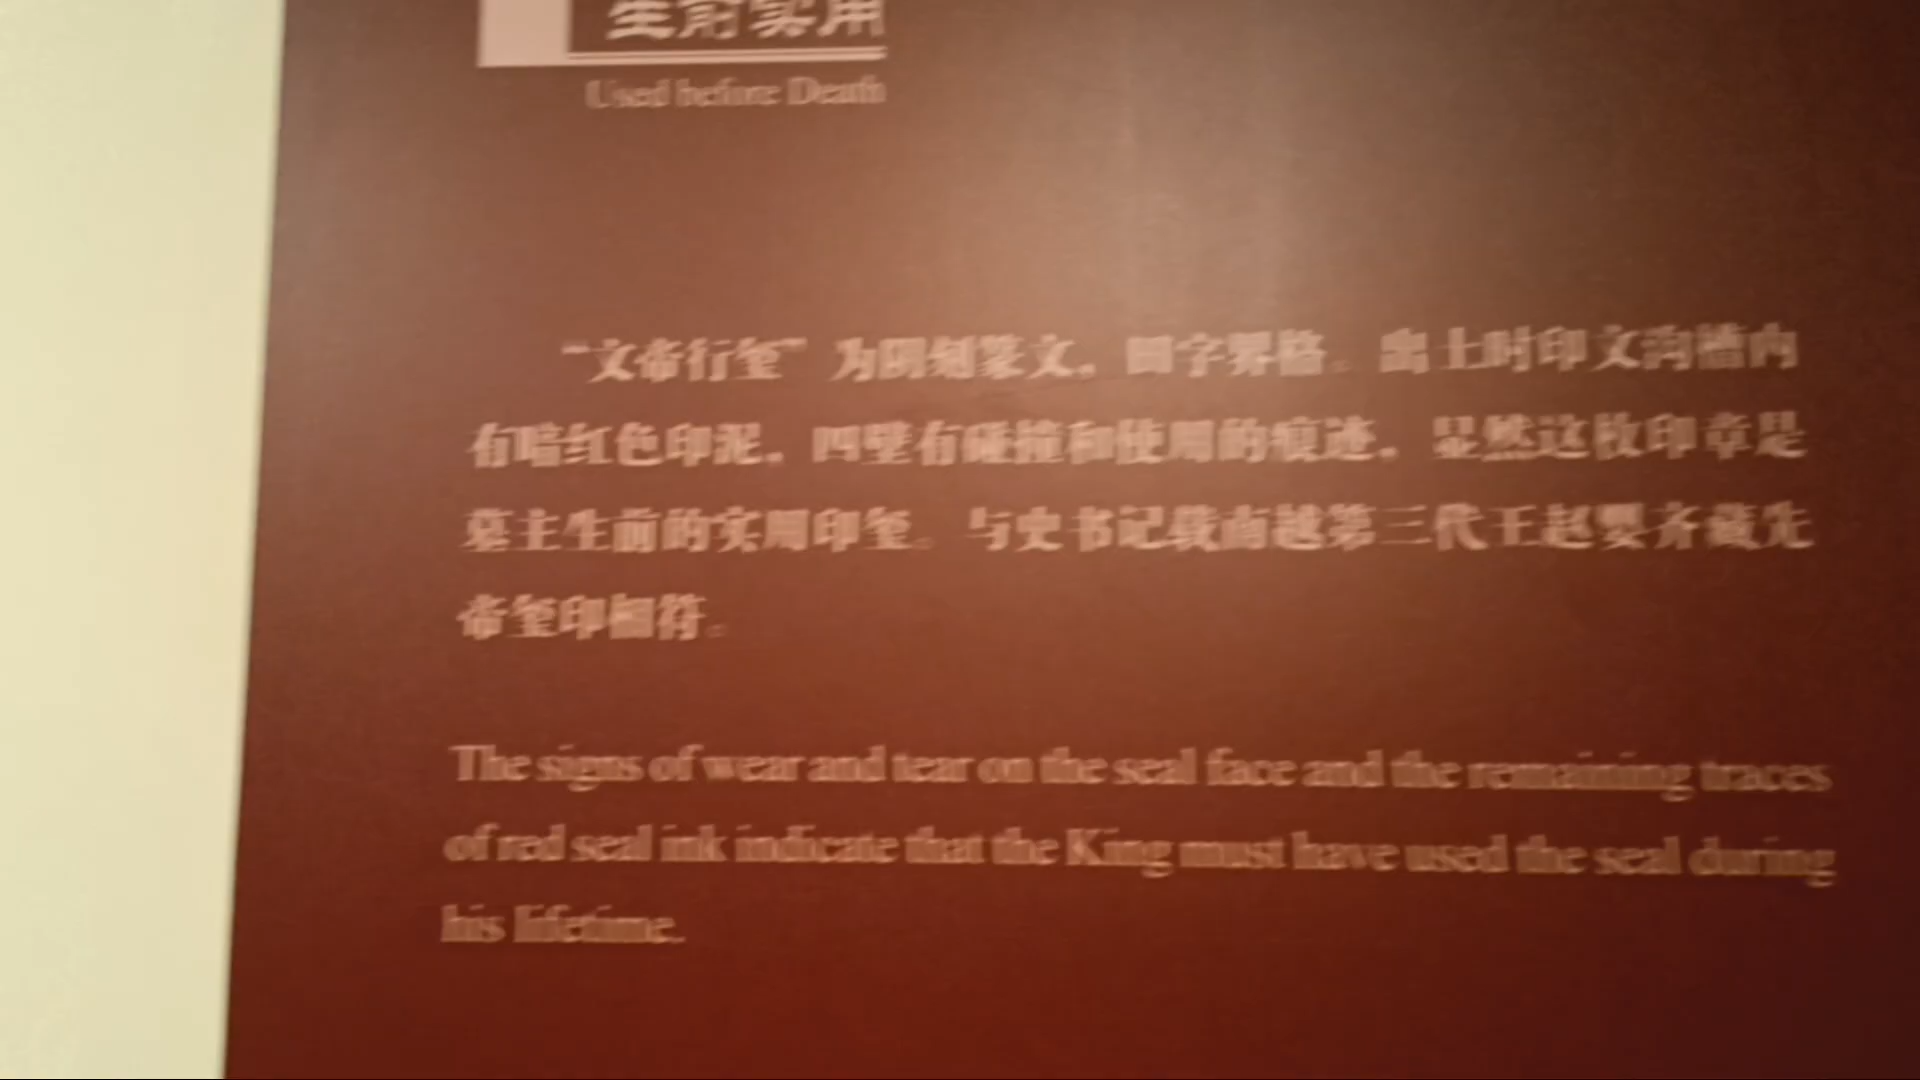 生前实用
Used before Death
“文帝行玺”为阴刻篆文，田字界格。出土时印文沟槽内
有暗红色印泥，四壁有碰撞和使用的痕迹，显然这枚印章是
墓主生前的实用印玺。与史书记载南越第三代王赵婴齐藏先
帝玺印相符。
The signs of wear and tear on the seal face and the remaining traces
of red seal ink indicate that the King must have used the seal during
his lifetime.